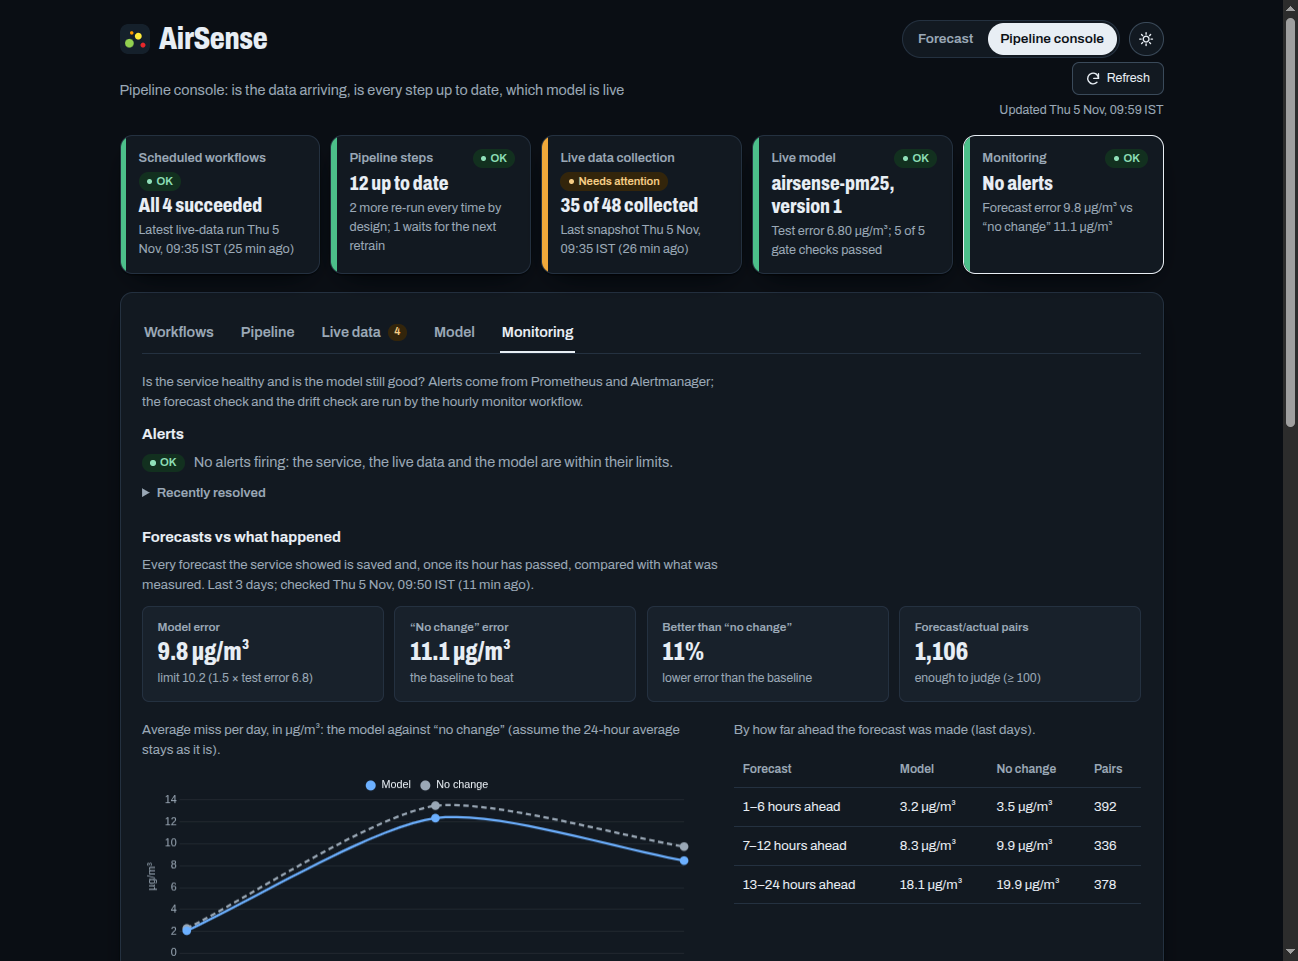 AirSense
Forecast
Pipeline console
Pipeline console: is the data arriving, is every step up to date, which model is live
Refresh
Updated Thu 5 Nov, 09:59 IST
Scheduled workflows
OK
All 4 succeeded
Latest live-data run Thu 5
Nov, 09:35 IST (25 min ago)
Pipeline steps
OK
12 up to date
2 more re-run every time by
design; 1 waits for the next
retrain
Live data collection
Needs attention
35 of 48 collected
Last snapshot Thu 5 Nov,
09:35 IST (26 min ago)
Live model
OK
airsense-pm25,
version 1
Test error 6.80 µg/m³; 5 of 5
gate checks passed
Monitoring
OK
No alerts
Forecast error 9.8 µg/m³ vs
“no change” 11.1 µg/m³
Workflows
Pipeline
Live data 4
Model
Monitoring
Is the service healthy and is the model still good? Alerts come from Prometheus and Alertmanager;
the forecast check and the drift check are run by the hourly monitor workflow.
Alerts
OK No alerts firing: the service, the live data and the model are within their limits.
Recently resolved
Forecasts vs what happened
Every forecast the service showed is saved and, once its hour has passed, compared with what was
measured. Last 3 days; checked Thu 5 Nov, 09:50 IST (11 min ago).
Model error
9.8 µg/m³
limit 10.2 (1.5 × test error 6.8)
“No change” error
11.1 µg/m³
the baseline to beat
Better than “no change”
11%
lower error than the baseline
Forecast/actual pairs
1,106
enough to judge (≥ 100)
Average miss per day, in µg/m³: the model against “no change” (assume the 24-hour average
stays as it is).
Model No change
14
12
10
8
6
4
2
0
µg/m³
By how far ahead the forecast was made (last days).
Forecast Model No change Pairs
1–6 hours ahead 3.2 µg/m³ 3.5 µg/m³ 392
7–12 hours ahead 8.3 µg/m³ 9.9 µg/m³ 336
13–24 hours ahead 18.1 µg/m³ 19.9 µg/m³ 378